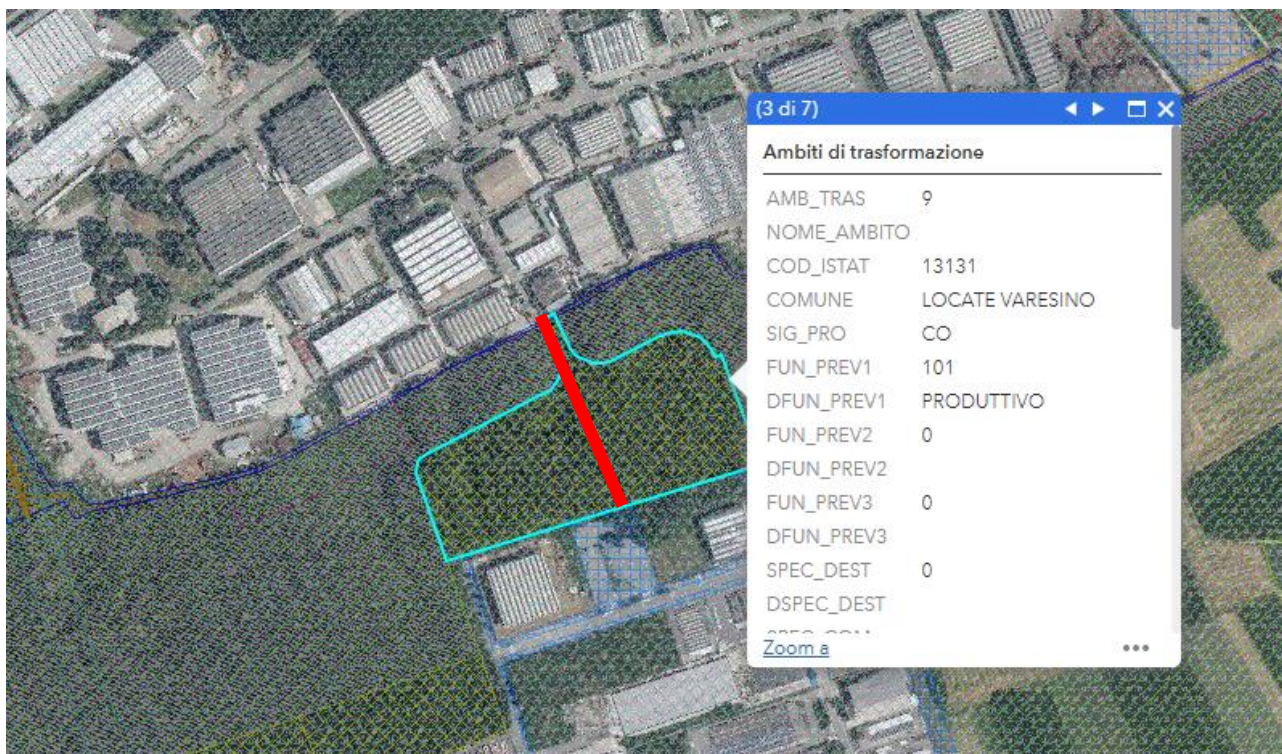 (3 di 7)
Ambiti di trasformazione
AMB_TRAS 9
NOME_AMBITO
COD_ISTAT 13131
COMUNE LOCATE VARESINO
SIG_PRO CO
FUN_PREV1 101
DFUN_PREV1 PRODUTTIVO
FUN_PREV2 0
DFUN_PREV2
FUN_PREV3 0
DFUN_PREV3
SPEC_DEST 0
DSPEC_DEST
Zoom a